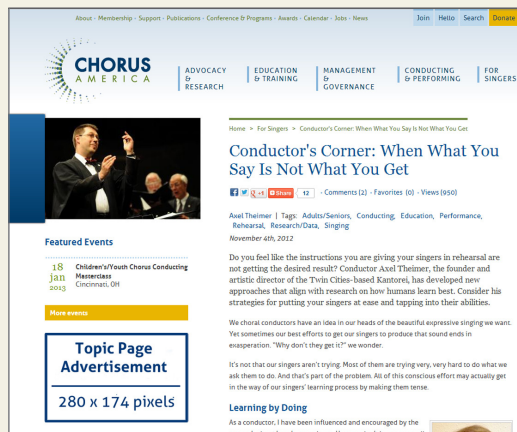 About - Membership - Support - Publications - Conference & Programs - Awards - Calendar - Jobs - News
Join Hello Search Donate
CHORUS
AMERICA
ADVOCACY
&
RESEARCH
EDUCATION
& TRAINING
MANAGEMENT
&
GOVERNANCE
CONDUCTING
& PERFORMING
FOR
SINGERS
Home > For Singers > Conductor's Corner: When What You Say Is Not What You Get
Conductor's Corner: When What You
Say Is Not What You Get
+1 Share 12 - Comments (2) - Favorites (0) - Views (950)
Axel Theimer | Tags: Adults/Seniors, Conducting, Education, Performance,
Rehearsal, Research/Data, Singing
November 4th, 2012
Do you feel like the instructions you are giving your singers in rehearsal are
not getting the desired result? Conductor Axel Theimer, the founder and
artistic director of the Twin Cities-based Kantorei, has developed new
approaches that align with research on how humans learn best. Consider his
strategies for putting your singers at ease and tapping into their abilities.
We choral conductors have an idea in our heads of the beautiful expressive singing we want.
Yet sometimes our best efforts to get our singers to produce that sound ends in
exasperation. "Why don't they get it?" we wonder.
It's not that our singers aren't trying. Most of them are trying very, very hard to do what we
ask them to do. And that's part of the problem. All of this conscious effort may actually get
in the way of our singers' learning process by making them tense.
Learning by Doing
As a conductor, I have been influenced and encouraged by the
Featured Events
18
jan
2013
Children's/Youth Chorus Conducting
Masterclass
Cincinnati, OH
More events
Topic Page
Advertisement
280 x 174 pixels